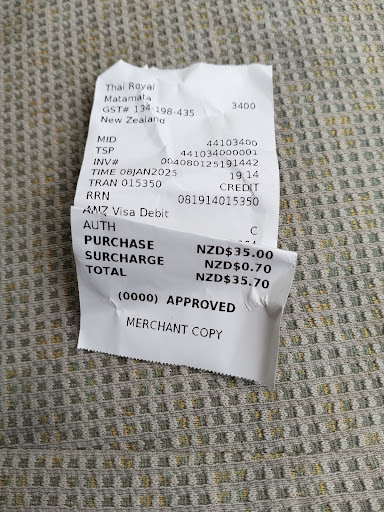 Thai Royal
Matamata
GST# 134-198-435 3400
New Zealand
MID 44103406
TSP 441034000001
INV# 004080125191442
TIME 08JAN2025 19:14
TRAN 015350 CREDIT
RRN 081914015350
ANZ Visa Debit
AUTH C
PURCHASE NZD$35.00
SURCHARGE NZD$0.70
TOTAL NZD$35.70
(0000) APPROVED
MERCHANT COPY